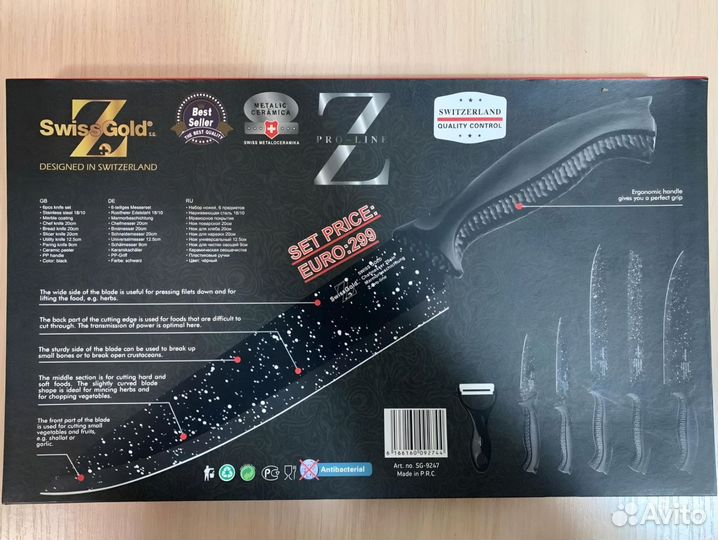 SwissGold® S.G.
Z
DESIGNED IN SWITZERLAND
Best
Seller
THE BEST QUALITY
METALIC
CERÁMICA
SWISS METALOCERAMIKA
Z
PRO-LINE
SWITZERLAND
QUALITY CONTROL
Ergonomic handle
gives you a perfect grip
GB
• 6pcs knife set
• Stainless steel 18/10
• Marble coating
• Chef knife 20cm
• Bread knife 20cm
• Slicer knife 20cm
• Utility knife 12.5cm
• Paring knife 9cm
• Ceramic peeler
• PP handle
• Color: black
DE
• 6-teiliges Messerset
• Rostfreier Edelstahl 18/10
• Marmorbeschichtung
• Chefmesser 20cm
• Brotmesser 20cm
• Schneidemesser 20cm
• Universalmesser 12.5cm
• Schälmesser 9cm
• Keramikschäler
• PP-Griff
• Farbe: schwarz
RU
• Набор ножей, 6 предметов
• Нержавеющая сталь, 18/10
• Мраморное покрытие
• Нож поварской 20см
• Нож для хлеба 20см
• Нож для нарезки 20см
• Нож универсальный 12.5см
• Нож для чистки овощей 9см
• Керамическая овощечистка
• Пластиковые ручки
• Цвет: чёрный
SET PRICE:
EURO:299
SwissGold®
The wide side of the blade is useful for pressing filets down and for
lifting the food, e.g. herbs.
The back part of the cutting edge is used for foods that are difficult to
cut through. The transmission of power is optimal here.
The sturdy side of the blade can be used to break up
small bones or to break open crustaceans.
The middle section is for cutting hard and
soft foods. The slightly curved blade
shape is ideal for mincing herbs and
for chopping vegetables.
The front part of the blade
is used for cutting small
vegetables and fruits,
e.g. shallot or
garlic.
Antibacterial
6166160092744
Art. no. SG-9247
Made in P.R.C.
Avito